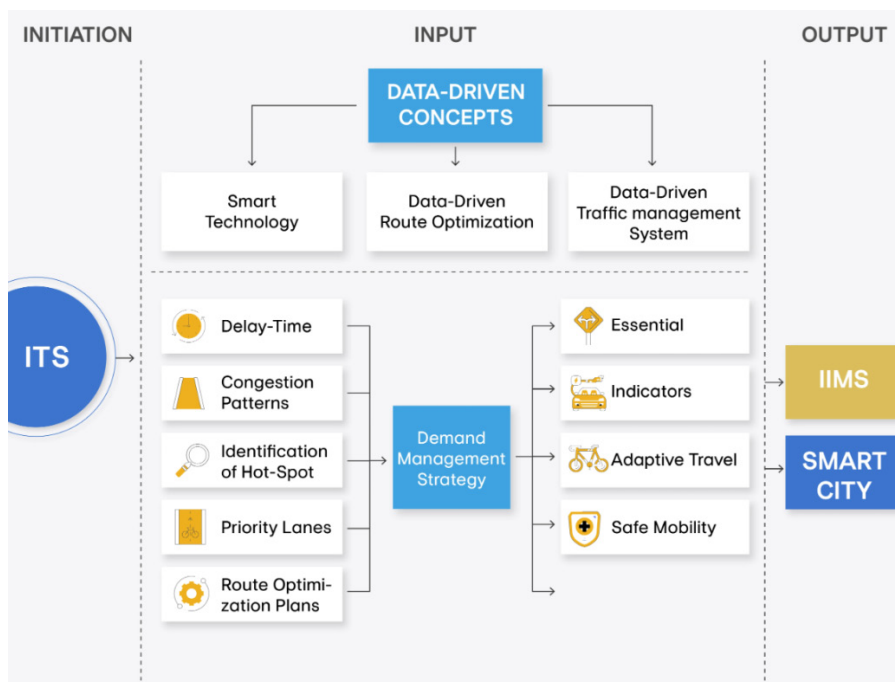 INITIATION
INPUT
OUTPUT
DATA-DRIVEN
CONCEPTS
Smart
Technology
Data-Driven
Route Optimization
Data-Driven
Traffic management
System
ITS
Delay-Time
Congestion
Patterns
Identification
of Hot-Spot
Priority Lanes
Route Optimi-
zation Plans
Demand
Management
Strategy
Essential
Indicators
Adaptive Travel
Safe Mobility
IIMS
SMART
CITY